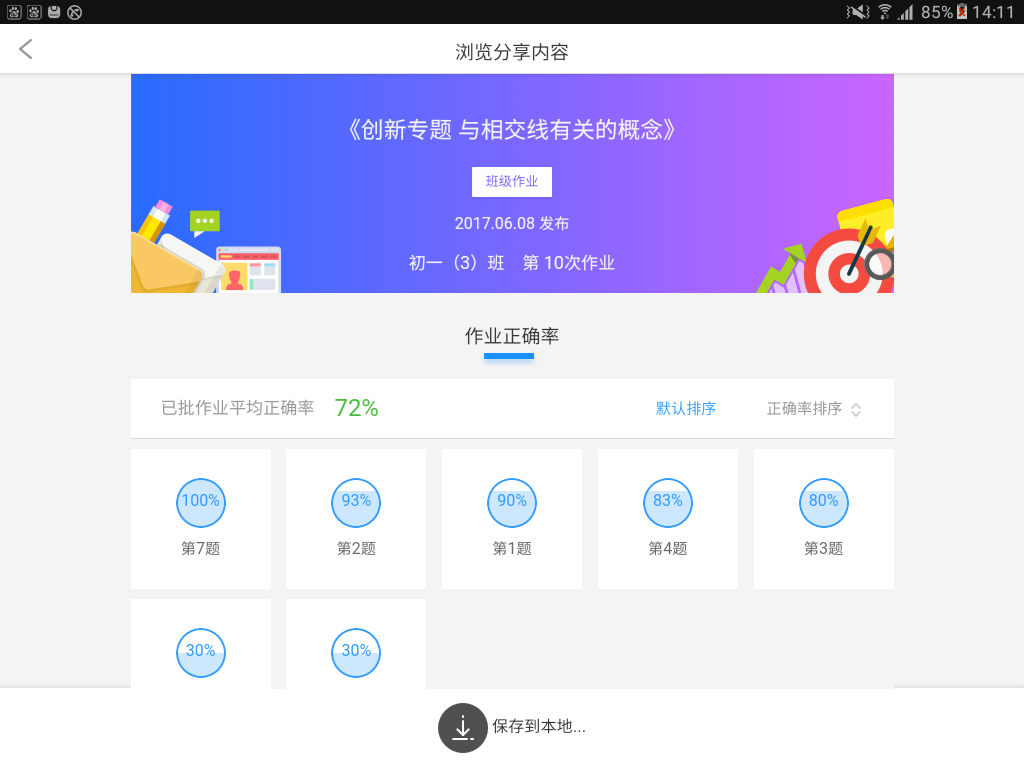 85% 14:11
浏览分享内容
《创新专题 与相交线有关的概念》
班级作业
2017.06.08 发布
初一（3）班 第 10次作业
作业正确率
已批作业平均正确率 72% 默认排序 正确率排序
100% 93% 90% 83% 80%
第7题 第2题 第1题 第4题 第3题
30% 30%
保存到本地...